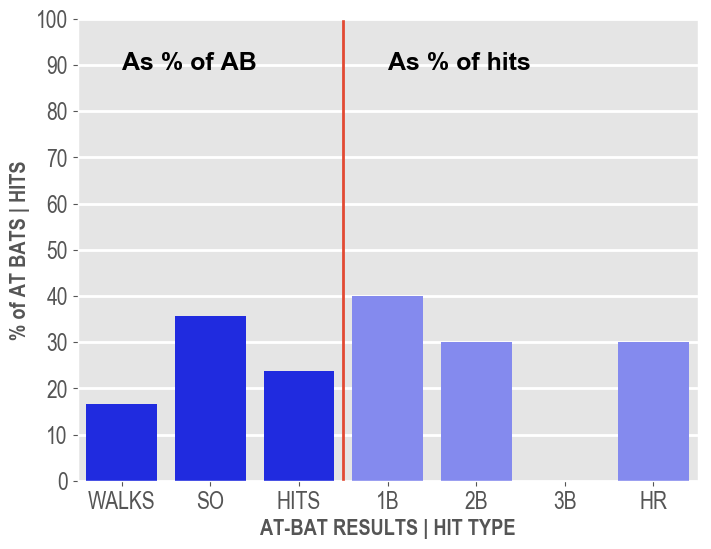 100
90
80
70
60
50
40
30
20
10
0
% of AT BATS | HITS
As % of AB
As % of hits
WALKS SO HITS 1B 2B 3B HR
AT-BAT RESULTS | HIT TYPE